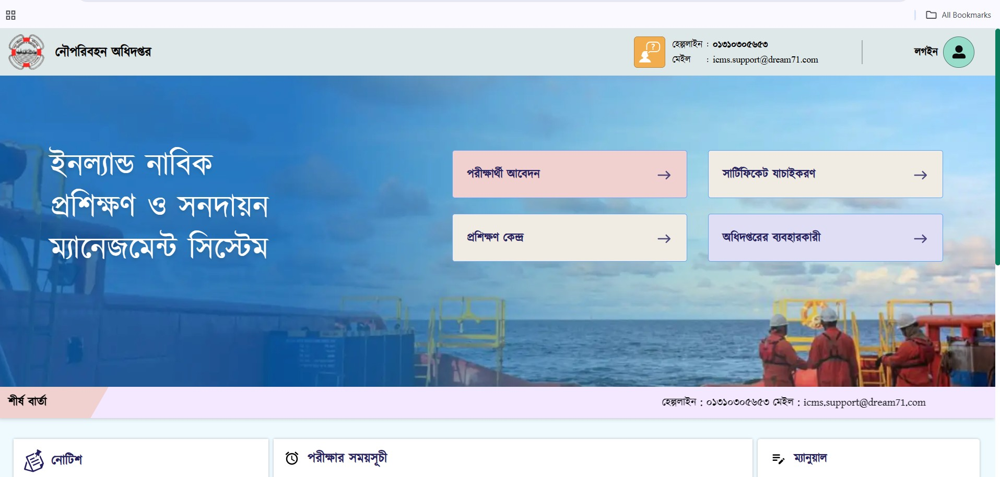 All Bookmarks
নৌপরিবহন অধিদপ্তর
হেল্পলাইন : ০১৩১০৩০৫৬৫৩
মেইল : icms.support@dream71.com
লগইন
ইনল্যান্ড নাবিক
প্রশিক্ষণ ও সনদায়ন
ম্যানেজমেন্ট সিস্টেম
পরীক্ষার্থী আবেদন
সার্টিফিকেট যাচাইকরণ
প্রশিক্ষণ কেন্দ্র
অধিদপ্তরের ব্যবহারকারী
শীর্ষ বার্তা
হেল্পলাইন : ০১৩১০৩০৫৬৫৩ মেইল : icms.support@dream71.com
নোটিশ
পরীক্ষার সময়সূচী
ম্যানুয়াল